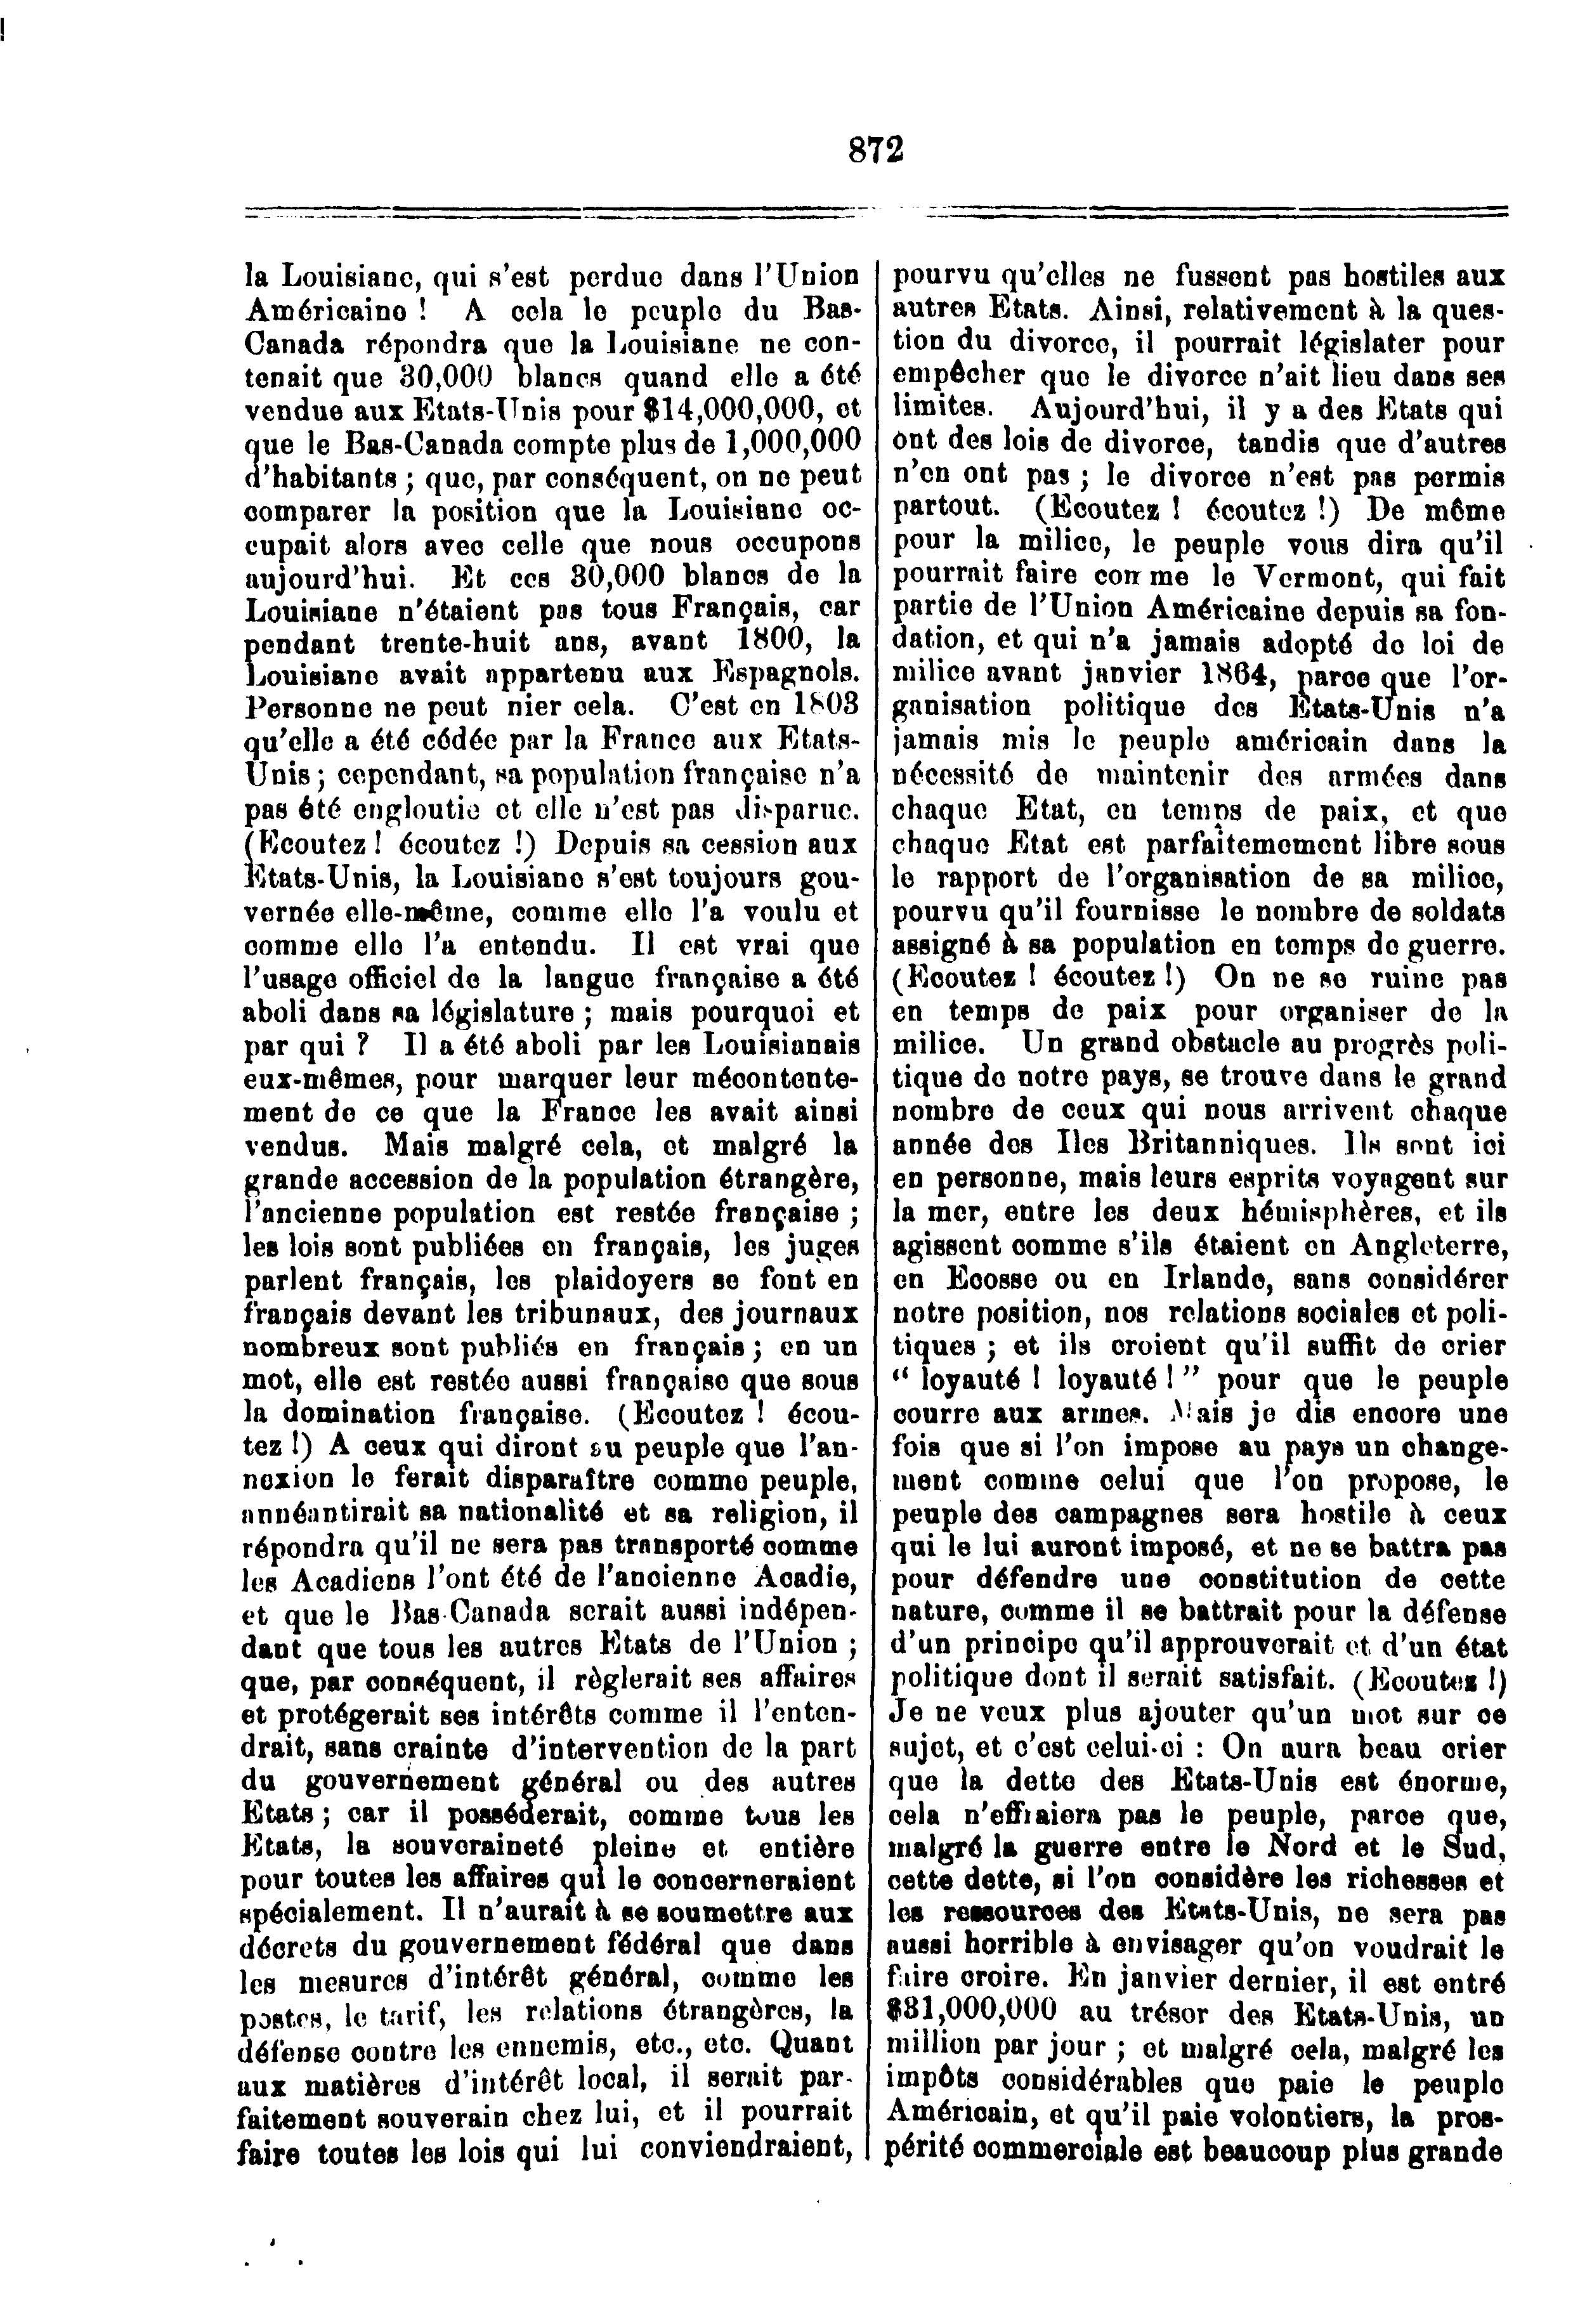 872
la Louisiane, qui s'est perdue dans l'Union
Américaine ! A cela le peuple du Bas-
Canada répondra que la Louisiane ne con-
tenait que 30,000 blancs quand elle a été
vendue aux Etats-Unis pour $14,000,000, et
que le Bas-Canada compte plus de 1,000,000
d'habitants ; que, par conséquent, on ne peut
comparer la position que la Louisiane oc-
cupait alors avec celle que nous occupons
aujourd'hui. Et ces 30,000 blancs de la
Louisiane n'étaient pas tous Français, car
pendant trente-huit ans, avant 1800, la
Louisiane avait appartenu aux Espagnols.
Personne ne peut nier cela. C'est en 1803
qu'elle a été cédée par la France aux Etats-
Unis ; cependant, sa population française n'a
pas été engloutie et elle n'est pas disparue.
(Ecoutez ! écoutez !) Depuis sa cession aux
Etats-Unis, la Louisiane s'est toujours gou-
vernée elle-même, comme elle l'a voulu et
comme elle l'a entendu. Il est vrai que
l'usage officiel de la langue française a été
aboli dans sa législature ; mais pourquoi et
par qui ? Il a été aboli par les Louisianais
eux-mêmes, pour marquer leur mécontente-
ment de ce que la France les avait ainsi
vendus. Mais malgré cela, et malgré la
grande accession de la population étrangère,
l'ancienne population est restée française ;
les lois sont publiées en français, les juges
parlent français, les plaidoyers se font en
français devant les tribunaux, des journaux
nombreux sont publiés en français ; en un
mot, elle est restée aussi française que sous
la domination française. (Ecoutez ! écou-
tez !) A ceux qui diront au peuple que l'an-
nexion le ferait disparaître comme peuple,
annéantirait sa nationalité et sa religion, il
répondra qu'il ne sera pas transporté comme
les Acadiens l'ont été de l'ancienne Acadie,
et que le Bas-Canada serait aussi indépen-
dant que tous les autres Etats de l'Union ;
que, par conséquent, il règlerait ses affaires
et protégerait ses intérêts comme il l'enten-
drait, sans crainte d'intervention de la part
du gouvernement général ou des autres
Etats ; car il posséderait, comme tous les
Etats, la souveraineté pleine et entière
pour toutes les affaires qui le concerneraient
spécialement. Il n'aurait à se soumettre aux
décrets du gouvernement fédéral que dans
les mesures d'intérêt général, comme les
postes, le tarif, les relations étrangères, la
défense contre les ennemis, etc., etc. Quant
aux matières d'intérêt local, il serait par-
faitement souverain chez lui, et il pourrait
faire toutes les lois qui lui conviendraient,
pourvu qu'elles ne fussent pas hostiles aux
autres Etats. Ainsi, relativement à la ques-
tion du divorce, il pourrait législater pour
empêcher que le divorce n'ait lieu dans ses
limites. Aujourd'hui, il y a des Etats qui
ont des lois de divorce, tandis que d'autres
n'en ont pas ; le divorce n'est pas permis
partout. (Ecoutez ! écoutez !) De même
pour la milice, le peuple vous dira qu'il
pourrait faire comme le Vermont, qui fait
partie de l'Union Américaine depuis sa fon-
dation, et qui n'a jamais adopté de loi de
milice avant janvier 1864, parce que l'or-
ganisation politique des Etats-Unis n'a
jamais mis le peuple américain dans la
nécessité de maintenir des armées dans
chaque Etat, en temps de paix, et que
chaque Etat est parfaitemement libre sous
le rapport de l'organisation de sa milice,
pourvu qu'il fournisse le nombre de soldats
assigné à sa population en temps de guerre.
(Ecoutez ! écoutez !) On ne se ruine pas
en temps de paix pour organiser de la
milice. Un grand obstacle au progrès poli-
tique de notre pays, se trouve dans le grand
nombre de ceux qui nous arrivent chaque
année des Iles Britanniques. Ils sont ici
en personne, mais leurs esprits voyagent sur
la mer, entre les deux hémisphères, et ils
agissent comme s'ils étaient en Angleterre,
en Ecosse ou en Irlande, sans considérer
notre position, nos relations sociales et poli-
tiques ; et ils croient qu'il suffit de crier
“ loyauté ! loyauté ! ” pour que le peuple
courre aux armes. Mais je dis encore une
fois que si l'on impose au pays un change-
ment comme celui que l'on propose, le
peuple des campagnes sera hostile à ceux
qui le lui auront imposé, et ne se battra pas
pour défendre une constitution de cette
nature, comme il se battrait pour la défense
d'un principe qu'il approuverait et d'un état
politique dont il serait satisfait. (Ecoutez !)
Je ne veux plus ajouter qu'un mot sur ce
sujet, et c'est celui-ci : On aura beau crier
que la dette des Etats-Unis est énorme,
cela n'effraiera pas le peuple, parce que,
malgré la guerre entre le Nord et le Sud,
cette dette, si l'on considère les richesses et
les ressources des Etats-Unis, ne sera pas
aussi horrible à envisager qu'on voudrait le
faire croire. En janvier dernier, il est entré
$31,000,000 au trésor des Etats-Unis, un
million par jour ; et malgré cela, malgré les
impôts considérables que paie le peuple
Américain, et qu'il paie volontiers, la pros-
périté commerciale est beaucoup plus grande